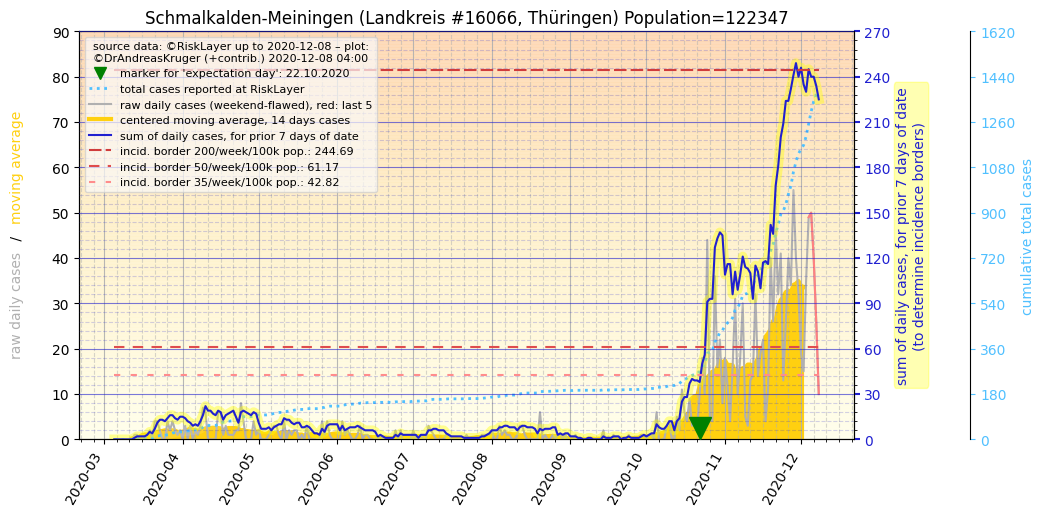 Schmalkalden-Meiningen (Landkreis #16066, Thüringen) Population=122347
source data: ©RiskLayer up to 2020-12-08 – plot:
©DrAndreasKruger (+contrib.) 2020-12-08 04:00
marker for 'expectation day': 22.10.2020
total cases reported at RiskLayer
raw daily cases (weekend-flawed), red: last 5
centered moving average, 14 days cases
sum of daily cases, for prior 7 days of date
incid. border 200/week/100k pop.: 244.69
incid. border 50/week/100k pop.: 61.17
incid. border 35/week/100k pop.: 42.82
raw daily cases / moving average
90
80
70
60
50
40
30
20
10
0
2020-03
2020-04
2020-05
2020-06
2020-07
2020-08
2020-09
2020-10
2020-11
2020-12
270
240
210
180
150
120
90
60
30
0
sum of daily cases, for prior 7 days of date
(to determine incidence borders)
1620
1440
1260
1080
900
720
540
360
180
0
cumulative total cases